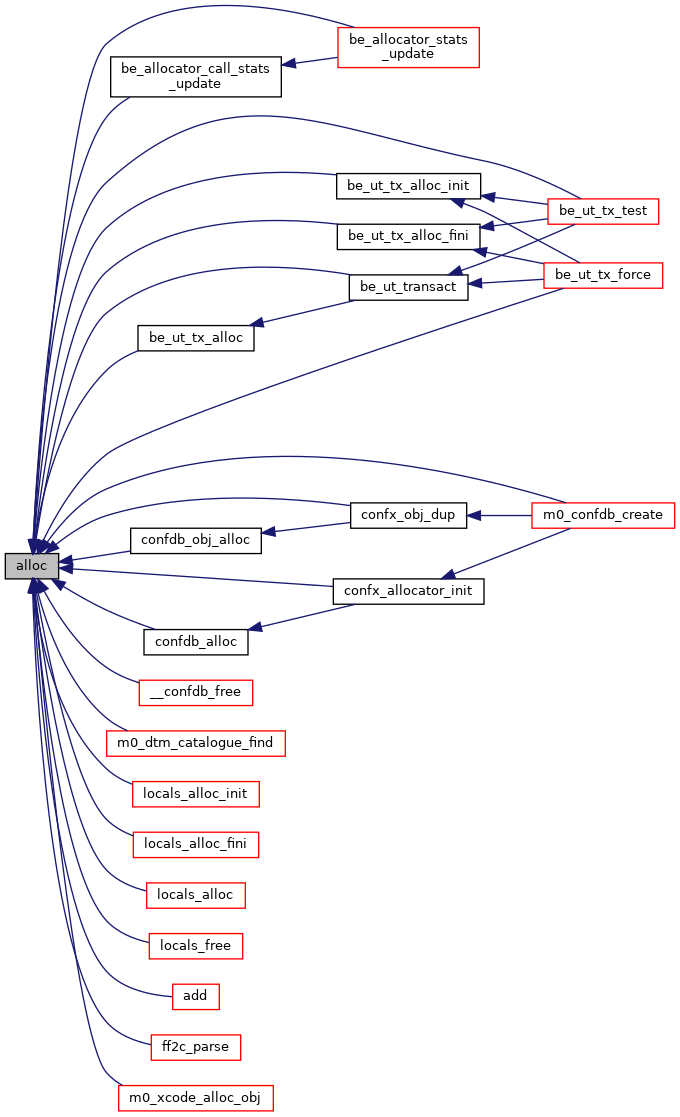 be_allocator_stats
_update
be_allocator_call_stats
_update
be_ut_tx_alloc_init
be_ut_tx_test
be_ut_tx_alloc_fini
be_ut_tx_force
be_ut_transact
be_ut_tx_alloc
confx_obj_dup
m0_confdb_create
confdb_obj_alloc
alloc
confx_allocator_init
confdb_alloc
__confdb_free
m0_dtm_catalogue_find
locals_alloc_init
locals_alloc_fini
locals_alloc
locals_free
add
ff2c_parse
m0_xcode_alloc_obj